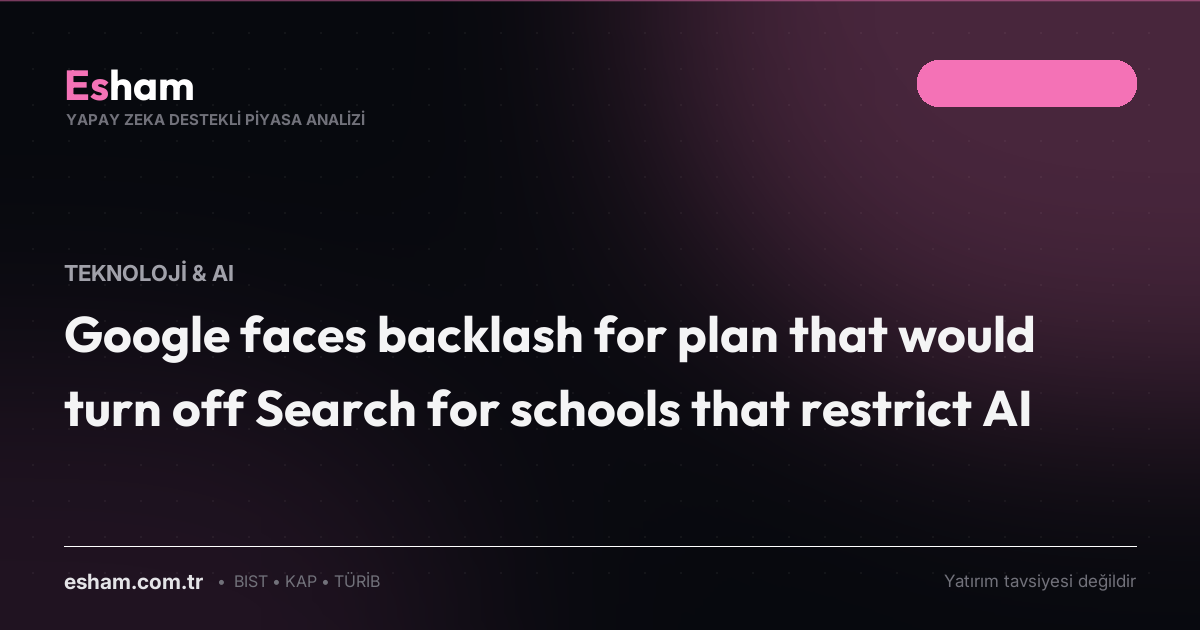 Esham
YAPAY ZEKA DESTEKLİ PİYASA ANALİZİ
TEKNOLOJİ & AI
Google faces backlash for plan that would
turn off Search for schools that restrict AI
esham.com.tr • BIST • KAP • TÜRİB
Yatırım tavsiyesi değildir